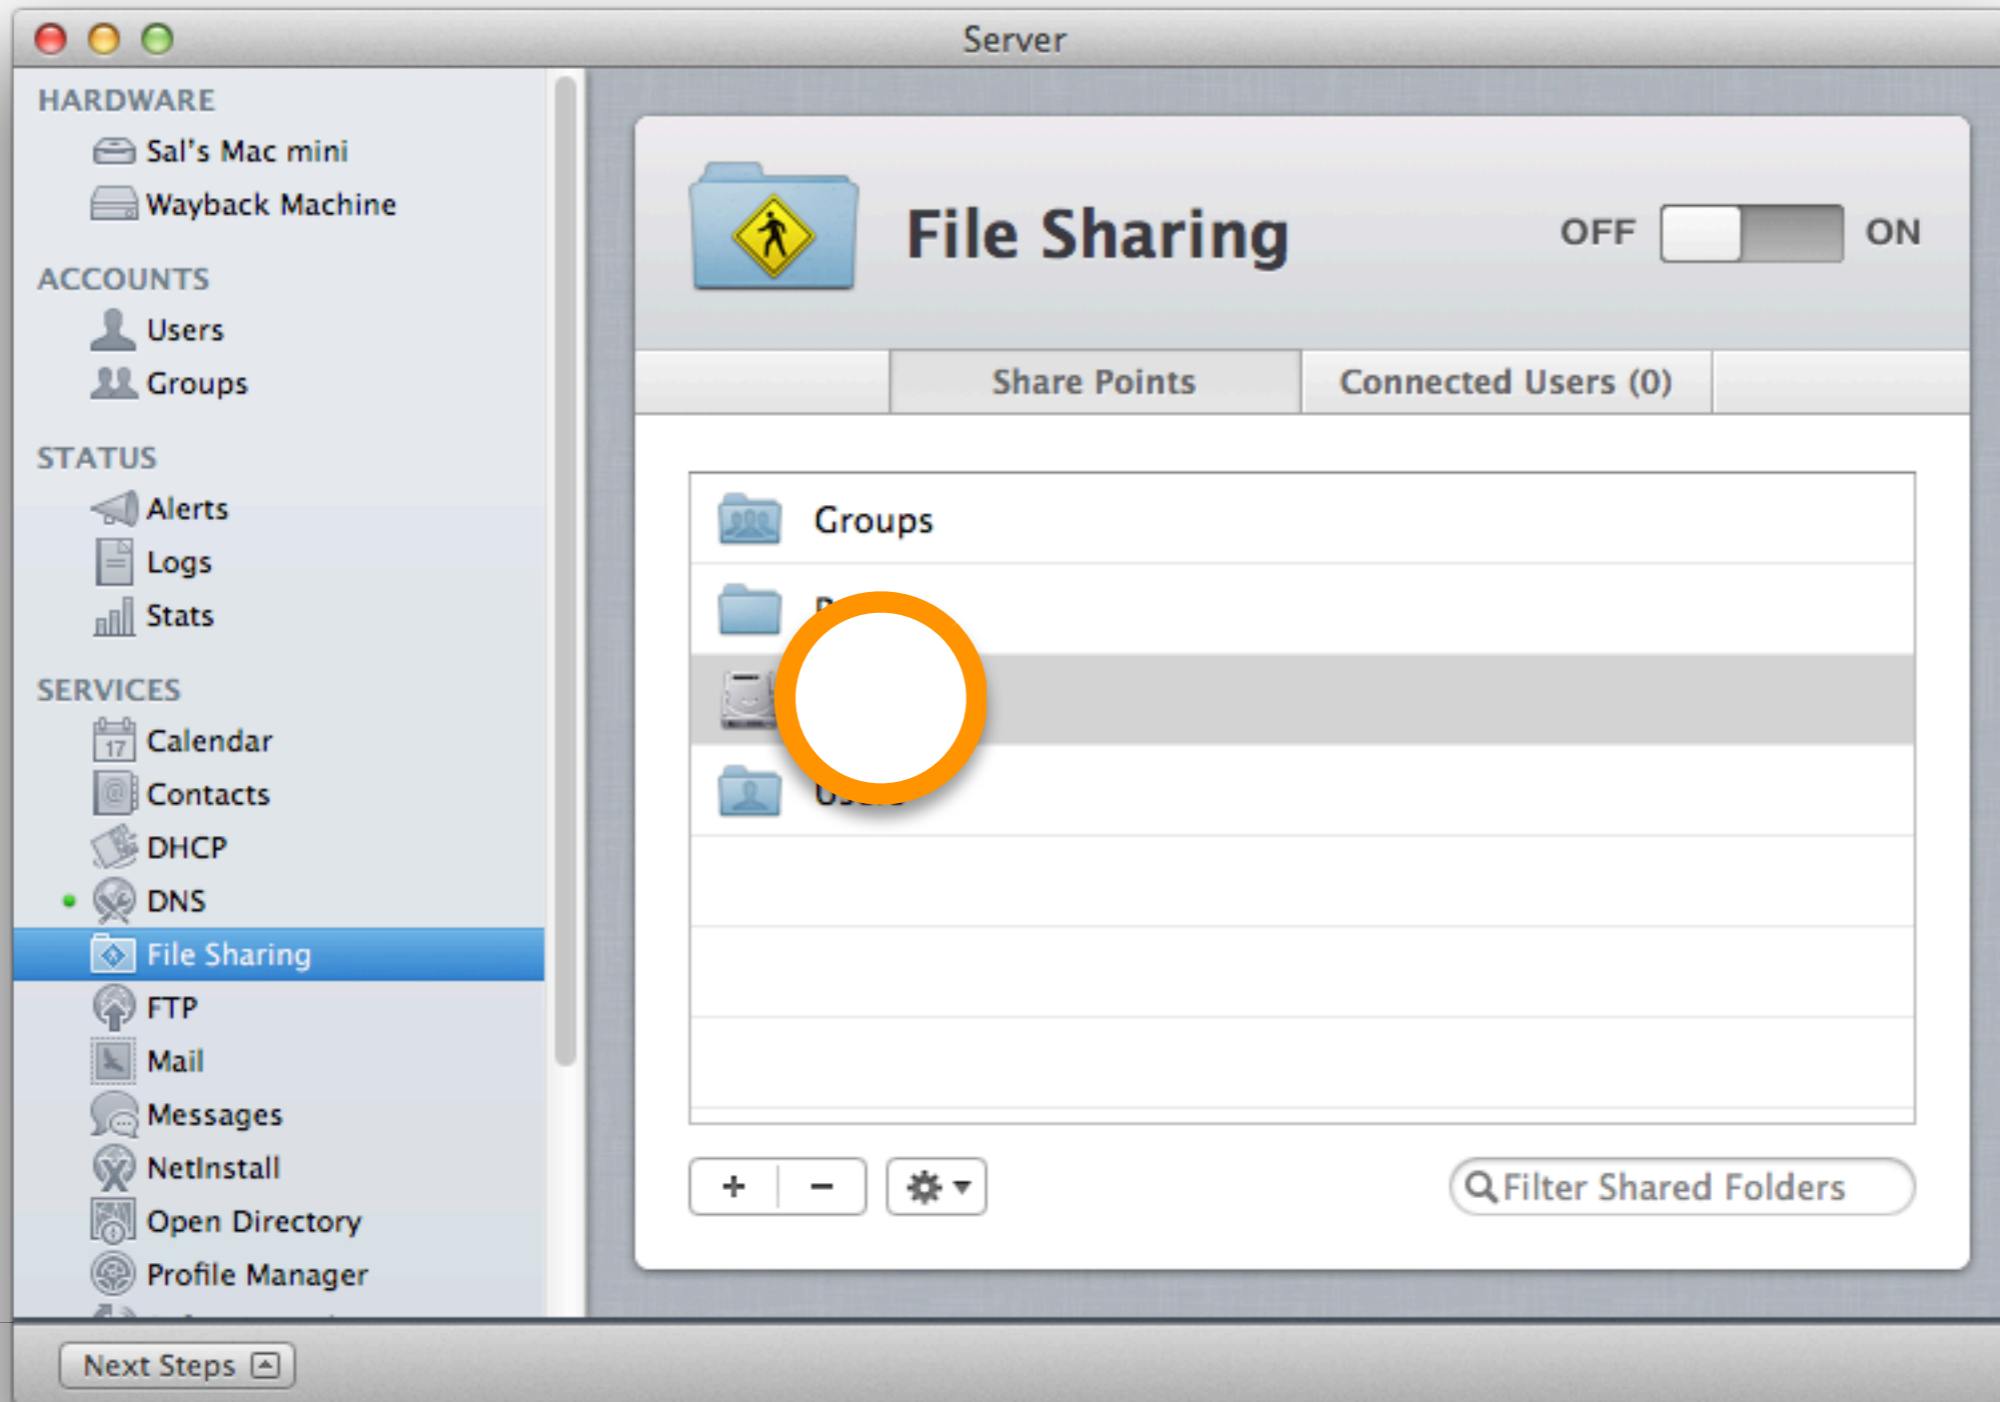 Server
HARDWARE
Sal's Mac mini
Wayback Machine
ACCOUNTS
Users
Groups
STATUS
Alerts
Logs
Stats
SERVICES
17
Calendar
Contacts
DHCP
DNS
File Sharing
FTP
Mail
Messages
NetInstall
Open Directory
Profile Manager
Next Steps
File Sharing
OFF ON
Share Points
Connected Users (0)
Groups
Users
+ −
Filter Shared Folders